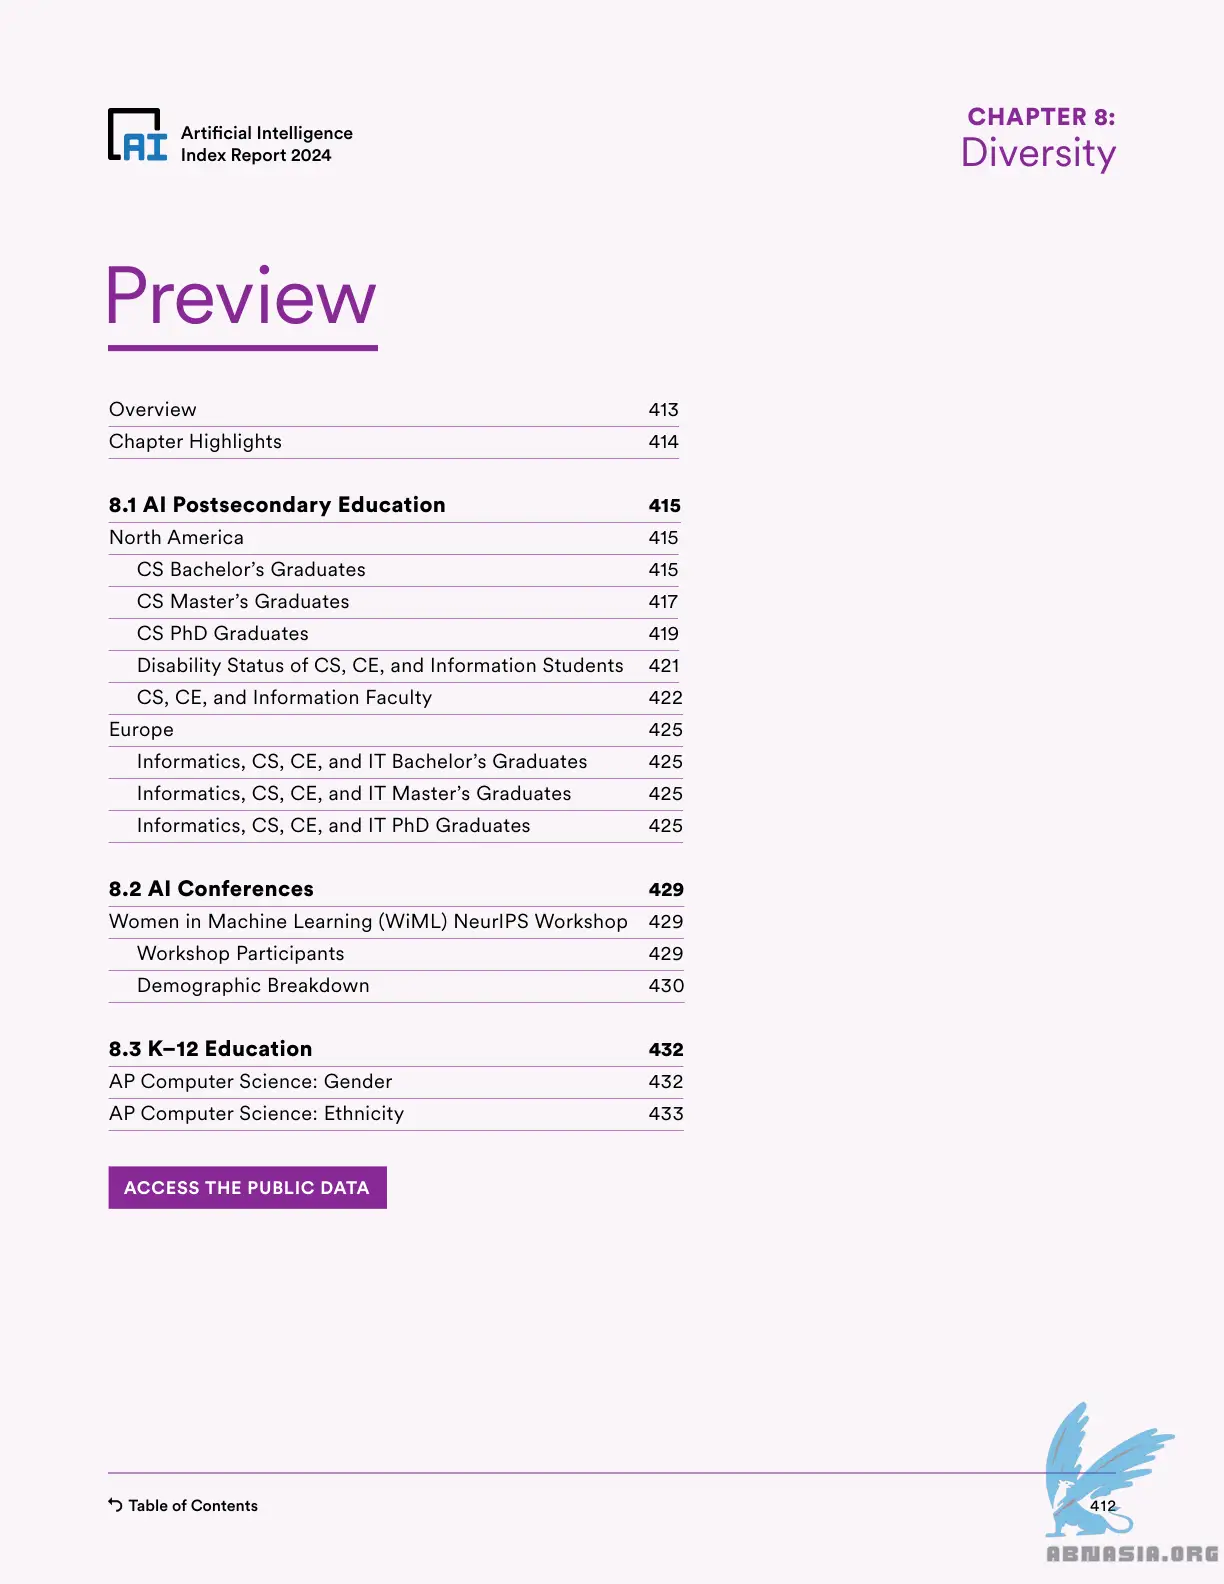 AI
Artificial Intelligence
Index Report 2024
CHAPTER 8:
Diversity
Preview
Overview 413
Chapter Highlights 414
8.1 AI Postsecondary Education 415
North America 415
CS Bachelor’s Graduates 415
CS Master’s Graduates 417
CS PhD Graduates 419
Disability Status of CS, CE, and Information Students 421
CS, CE, and Information Faculty 422
Europe 425
Informatics, CS, CE, and IT Bachelor’s Graduates 425
Informatics, CS, CE, and IT Master’s Graduates 425
Informatics, CS, CE, and IT PhD Graduates 425
8.2 AI Conferences 429
Women in Machine Learning (WiML) NeurIPS Workshop 429
Workshop Participants 429
Demographic Breakdown 430
8.3 K–12 Education 432
AP Computer Science: Gender 432
AP Computer Science: Ethnicity 433
ACCESS THE PUBLIC DATA
Table of Contents
412
ABNASIA.ORG